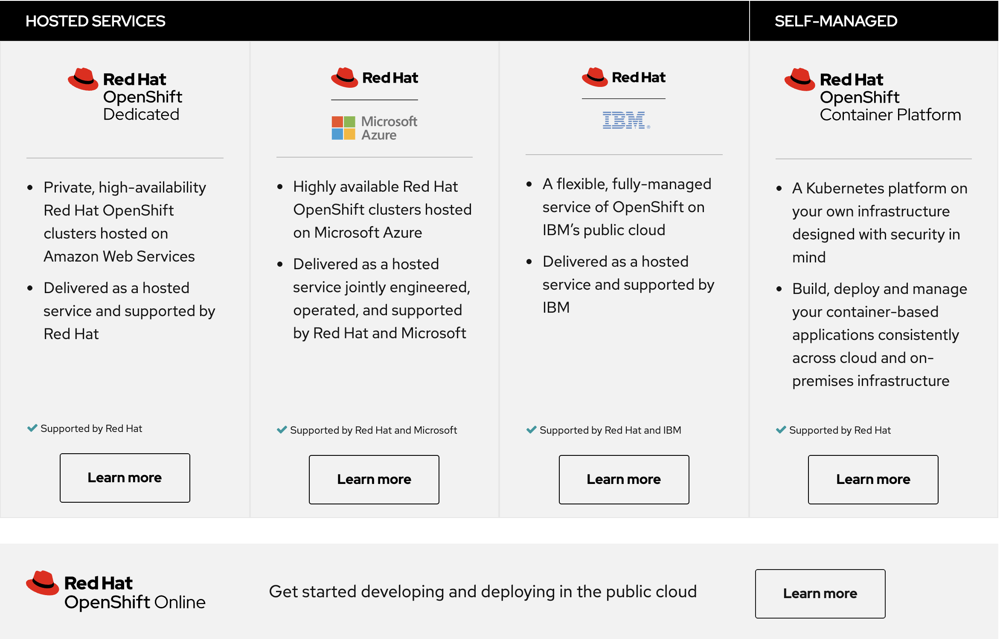 HOSTED SERVICES
SELF-MANAGED
Red Hat
OpenShift
Dedicated
Private, high-availability
Red Hat OpenShift
clusters hosted on
Amazon Web Services
Delivered as a hosted
service and supported by
Red Hat
Supported by Red Hat
Learn more
Red Hat
Microsoft
Azure
Highly available Red Hat
OpenShift clusters hosted
on Microsoft Azure
Delivered as a hosted
service jointly engineered,
operated, and supported
by Red Hat and Microsoft
Supported by Red Hat and Microsoft
Learn more
Red Hat
IBM®
A flexible, fully-managed
service of OpenShift on
IBM’s public cloud
Delivered as a hosted
service and supported by
IBM
Supported by Red Hat and IBM
Learn more
Red Hat
OpenShift
Container Platform
A Kubernetes platform on
your own infrastructure
designed with security in
mind
Build, deploy and manage
your container-based
applications consistently
across cloud and on-
premises infrastructure
Supported by Red Hat
Learn more
Red Hat
OpenShift Online
Get started developing and deploying in the public cloud
Learn more